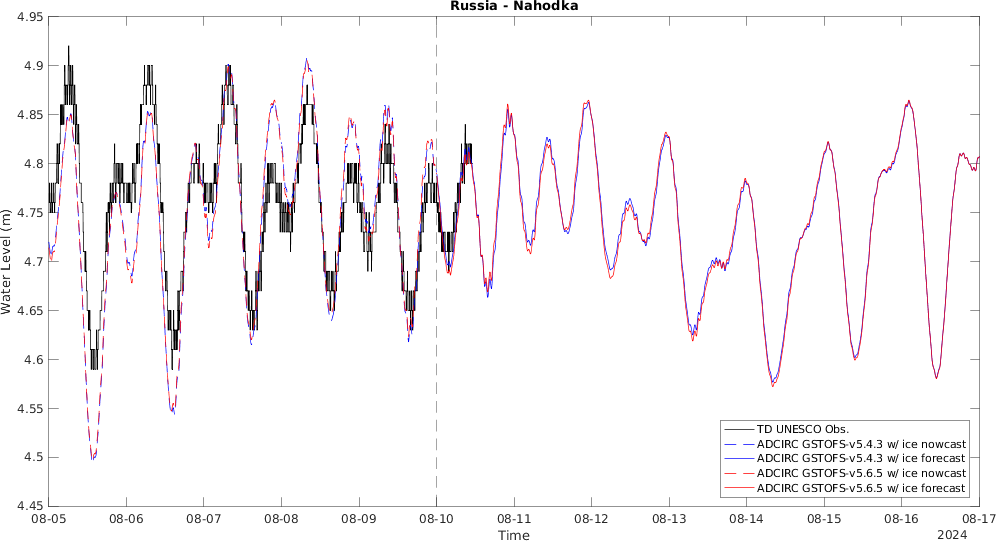 Russia - Nahodka
4.95
4.9
4.85
4.8
4.75
4.7
4.65
4.6
4.55
4.5
4.45
Water Level (m)
08-05 08-06 08-07 08-08 08-09 08-10 08-11 08-12 08-13 08-14 08-15 08-16 08-17
Time
2024
TD UNESCO Obs.
ADCIRC GSTOFS-v5.4.3 w/ ice nowcast
ADCIRC GSTOFS-v5.4.3 w/ ice forecast
ADCIRC GSTOFS-v5.6.5 w/ ice nowcast
ADCIRC GSTOFS-v5.6.5 w/ ice forecast